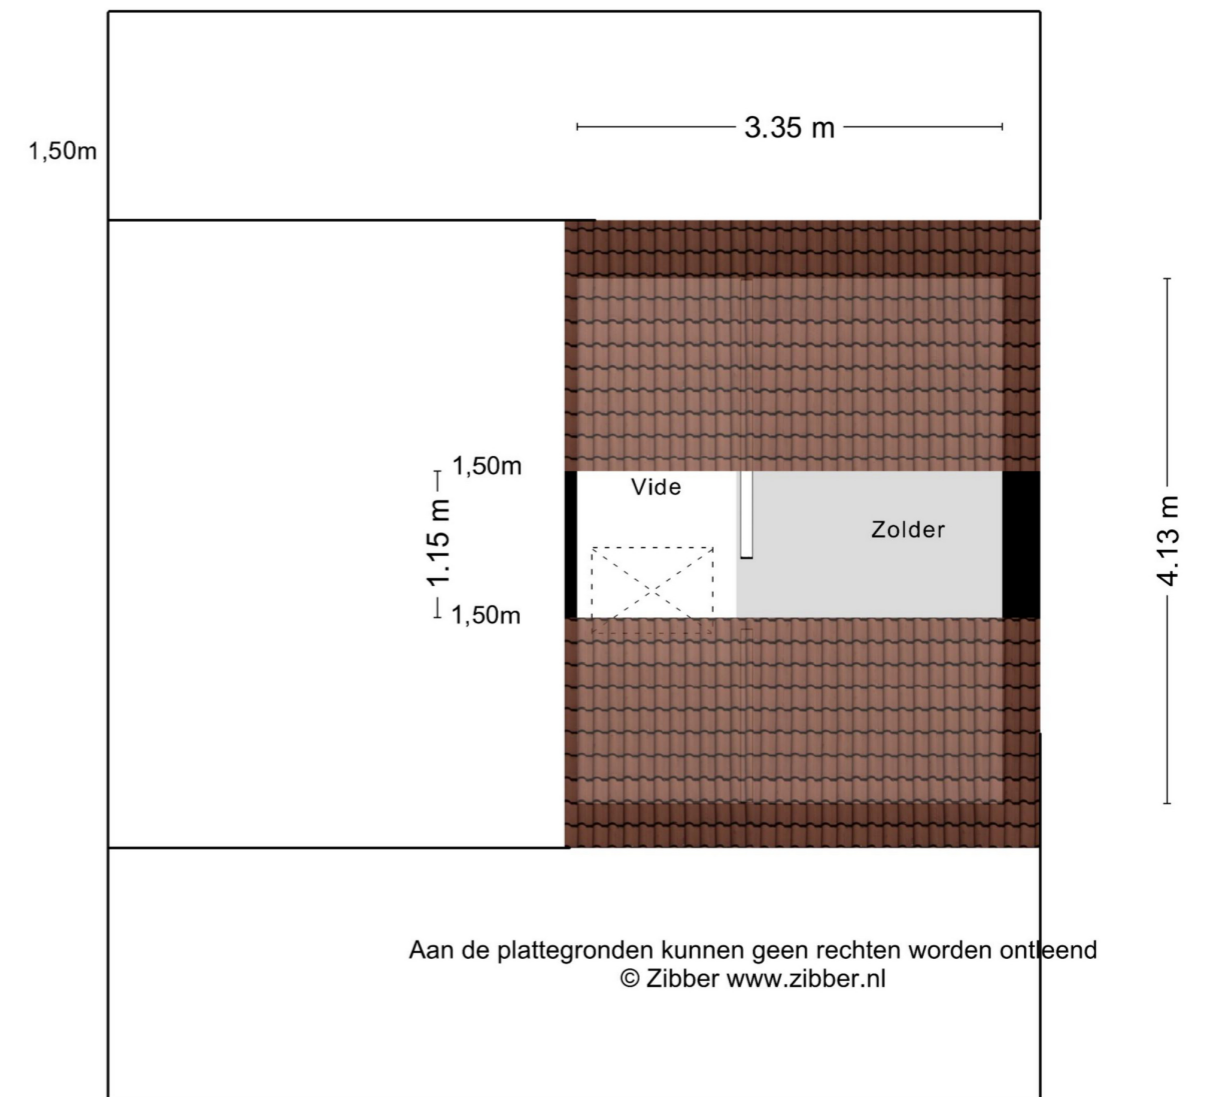 3.35 m
1,50m
1,50m
Vide
Zolder
1.15 m
4.13 m
1,50m
Aan de plattegronden kunnen geen rechten worden ontleend
© Zibber www.zibber.nl